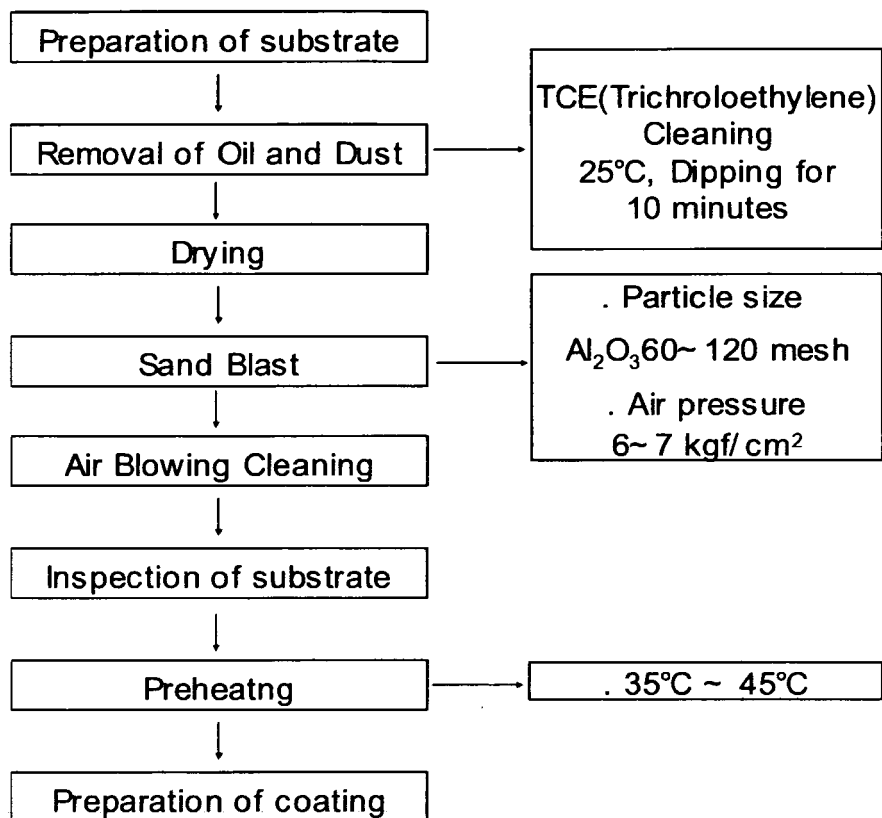 Preparation of substrate
Removal of Oil and Dust
TCE(Trichroloethylene)
Cleaning
25°C, Dipping for
10 minutes
Drying
Sand Blast
. Particle size
Al₂O₃60~ 120 mesh
. Air pressure
6~ 7 kgf/ cm²
Air Blowing Cleaning
Inspection of substrate
Preheatng
. 35°C ~ 45°C
Preparation of coating